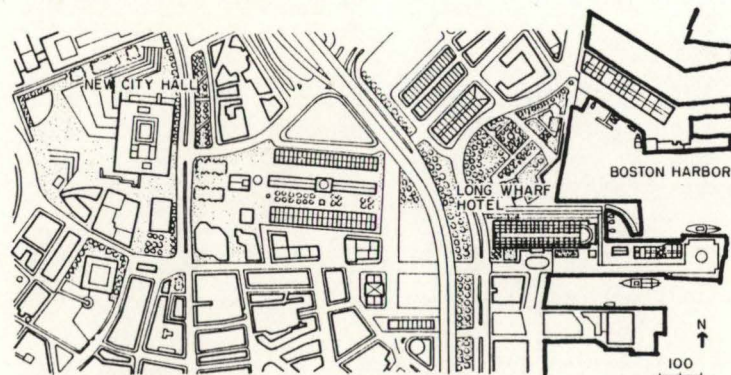 NEW CITY HALL
BOSTON HARBOR
LONG WHARF
HOTEL
N
100